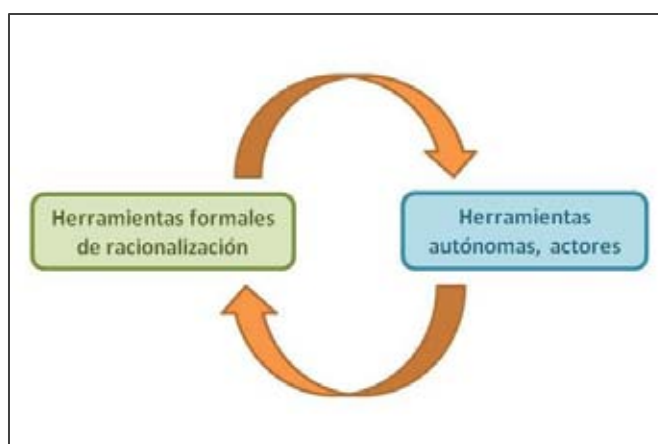 Herramientas formales
de racionalización
Herramientas
autónomas, actores